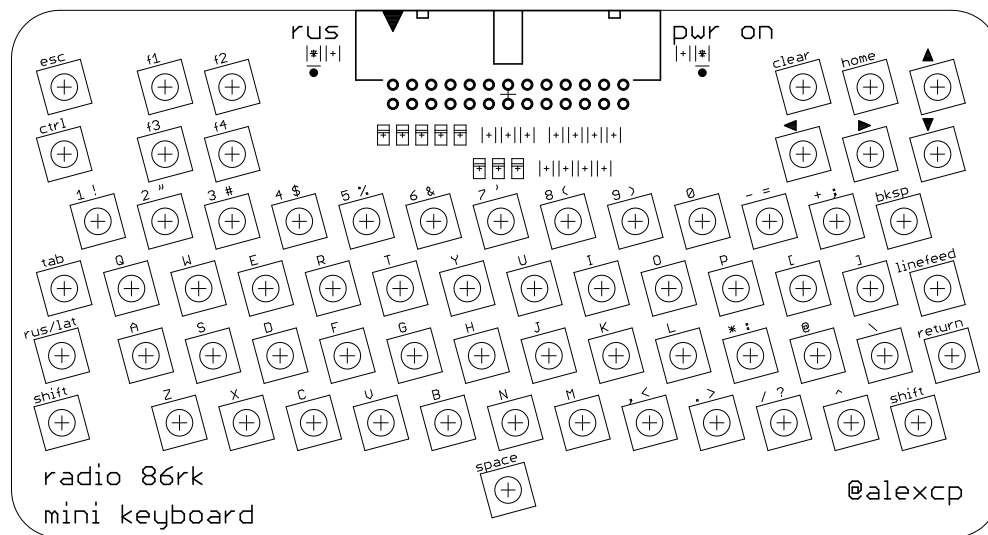 rus pwr on
esc f1 f2 clear home
ctrl f3 f4
1 ! 2 " 3 # 4 $ 5 % 6 & 7 ' 8 ( 9 ) 0 - = + ; bksp
tab Q W E R T Y U I O P [ ] linefeed
rus/lat A S D F G H J K L * : @ \ return
shift Z X C V B N M , < . > / ? ^ shift
space
radio 86rk
mini keyboard
@alexcp